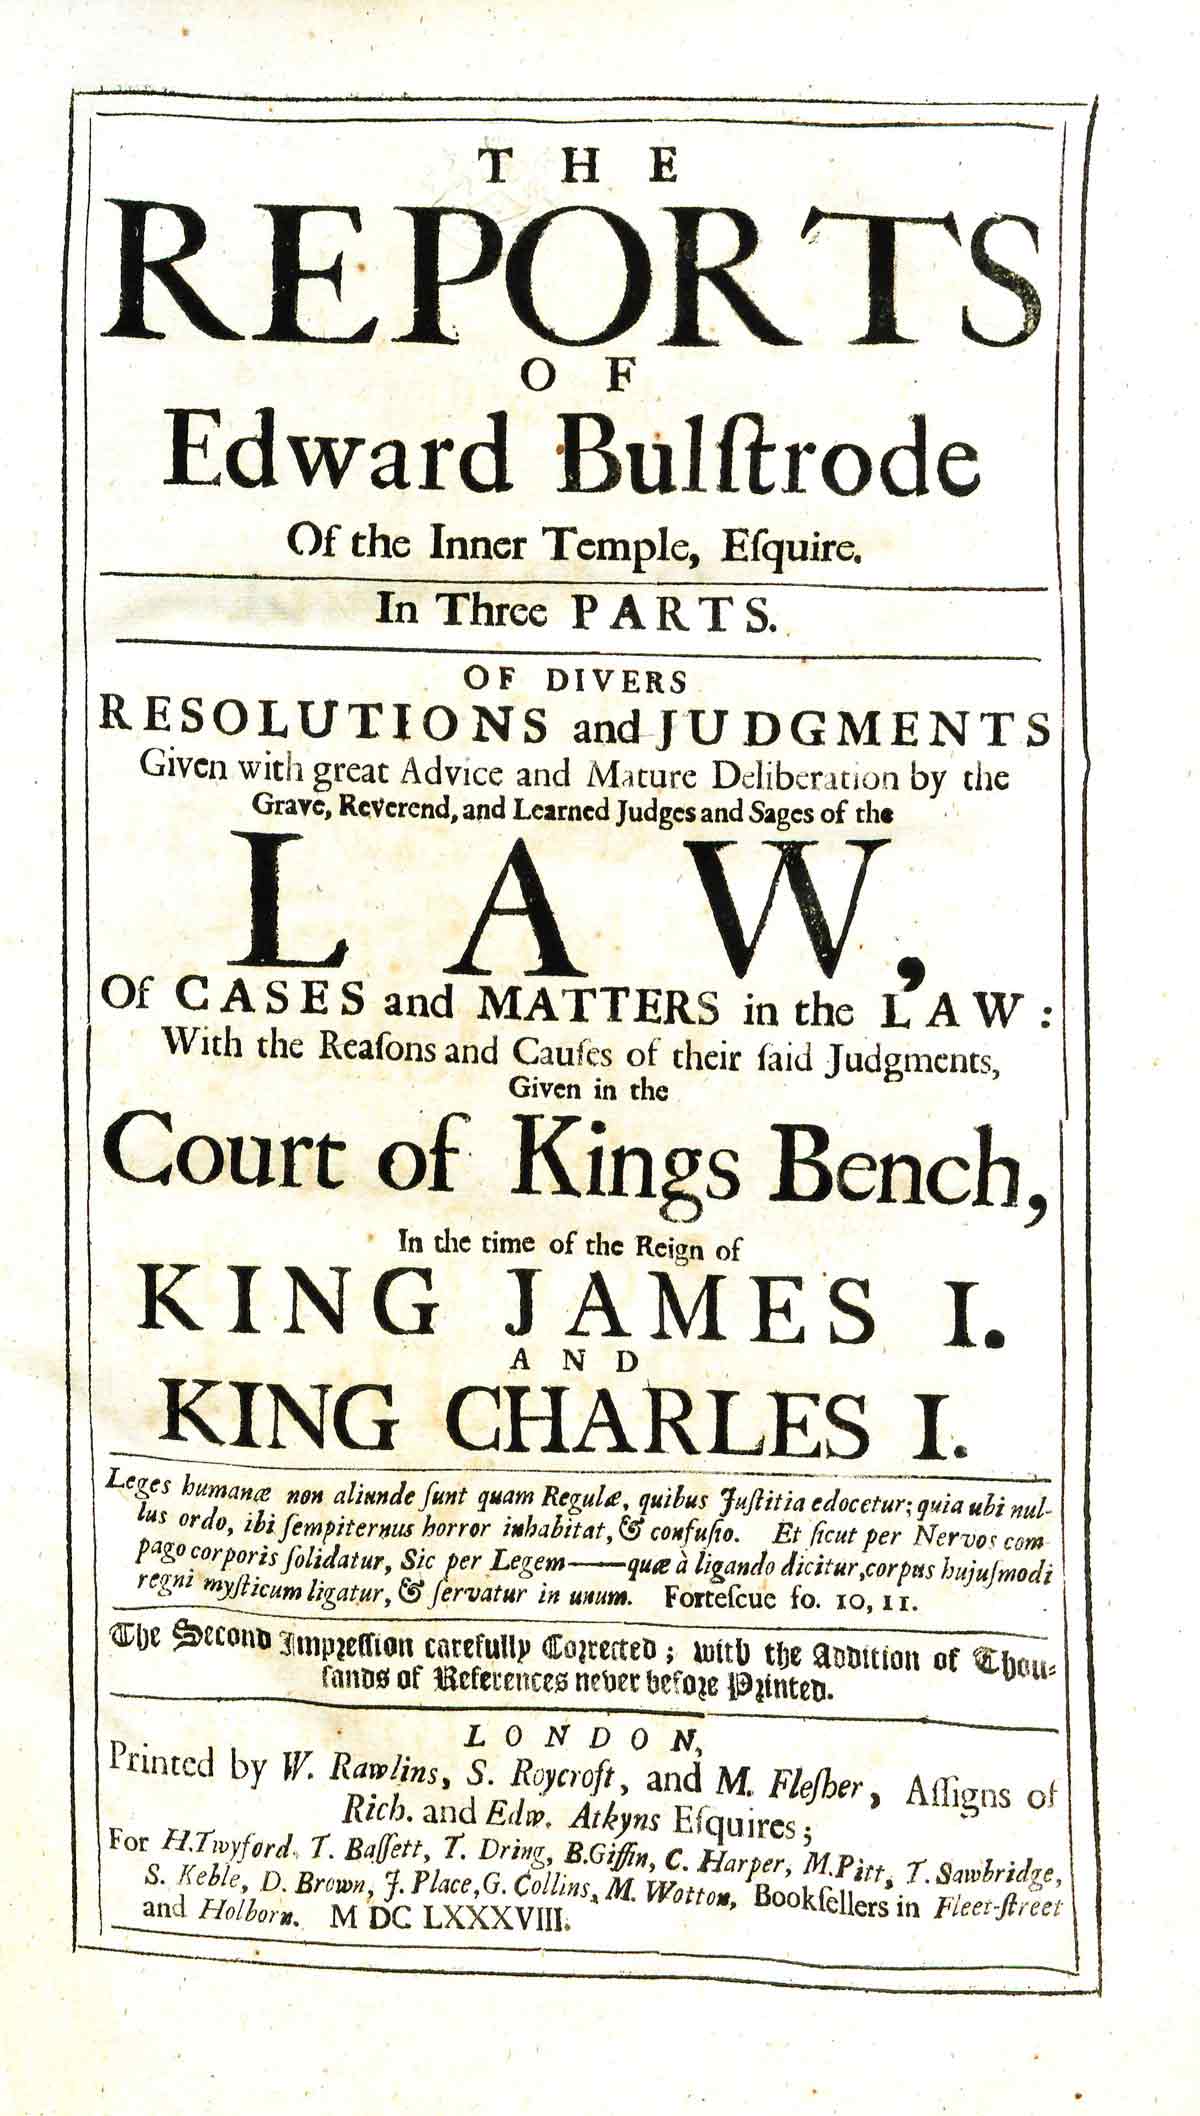 THE
REPORTS
OF
Edward Bulſtrode
Of the Inner Temple, Eſquire.
In Three PARTS.
OF DIVERS
RESOLUTIONS and JUDGMENTS
Given with great Advice and Mature Deliberation by the
Grave, Reverend, and Learned Judges and Sages of the
LAW,
Of CASES and MATTERS in the LAW:
With the Reaſons and Cauſes of their ſaid Judgments,
Given in the
Court of Kings Bench,
In the time of the Reign of
KING JAMES I.
AND
KING CHARLES I.
Leges humanæ non aliunde ſunt quam Regulæ, quibus Juſtitia edocetur; quia ubi nul-
lus ordo, ibi ſempiternus horror inhabitat, & confuſio. Et ſicut per Nervos com-
pago corporis ſolidatur, Sic per Legem——quæ à ligando dicitur, corpus hujuſmodi
regni myſticum ligatur, & ſervatur in unum. Forteſcue fo. 10, 11.
The Second Impreſſion carefully Corrected; with the Addition of Thou-
ſands of References never before Printed.
LONDON,
Printed by W. Rawlins, S. Roycroft, and M. Fleſher, Aſſigns of
Rich. and Edw. Atkyns Eſquires;
For H. Twyford, T. Baſſett, T. Dring, B. Giffin, C. Harper, M. Pitt, T. Sawbridge,
S. Keble, D. Brown, J. Place, G. Collins, M. Wotton, Bookſellers in Fleet-ſtreet
and Holborn. M DC LXXXVIII.